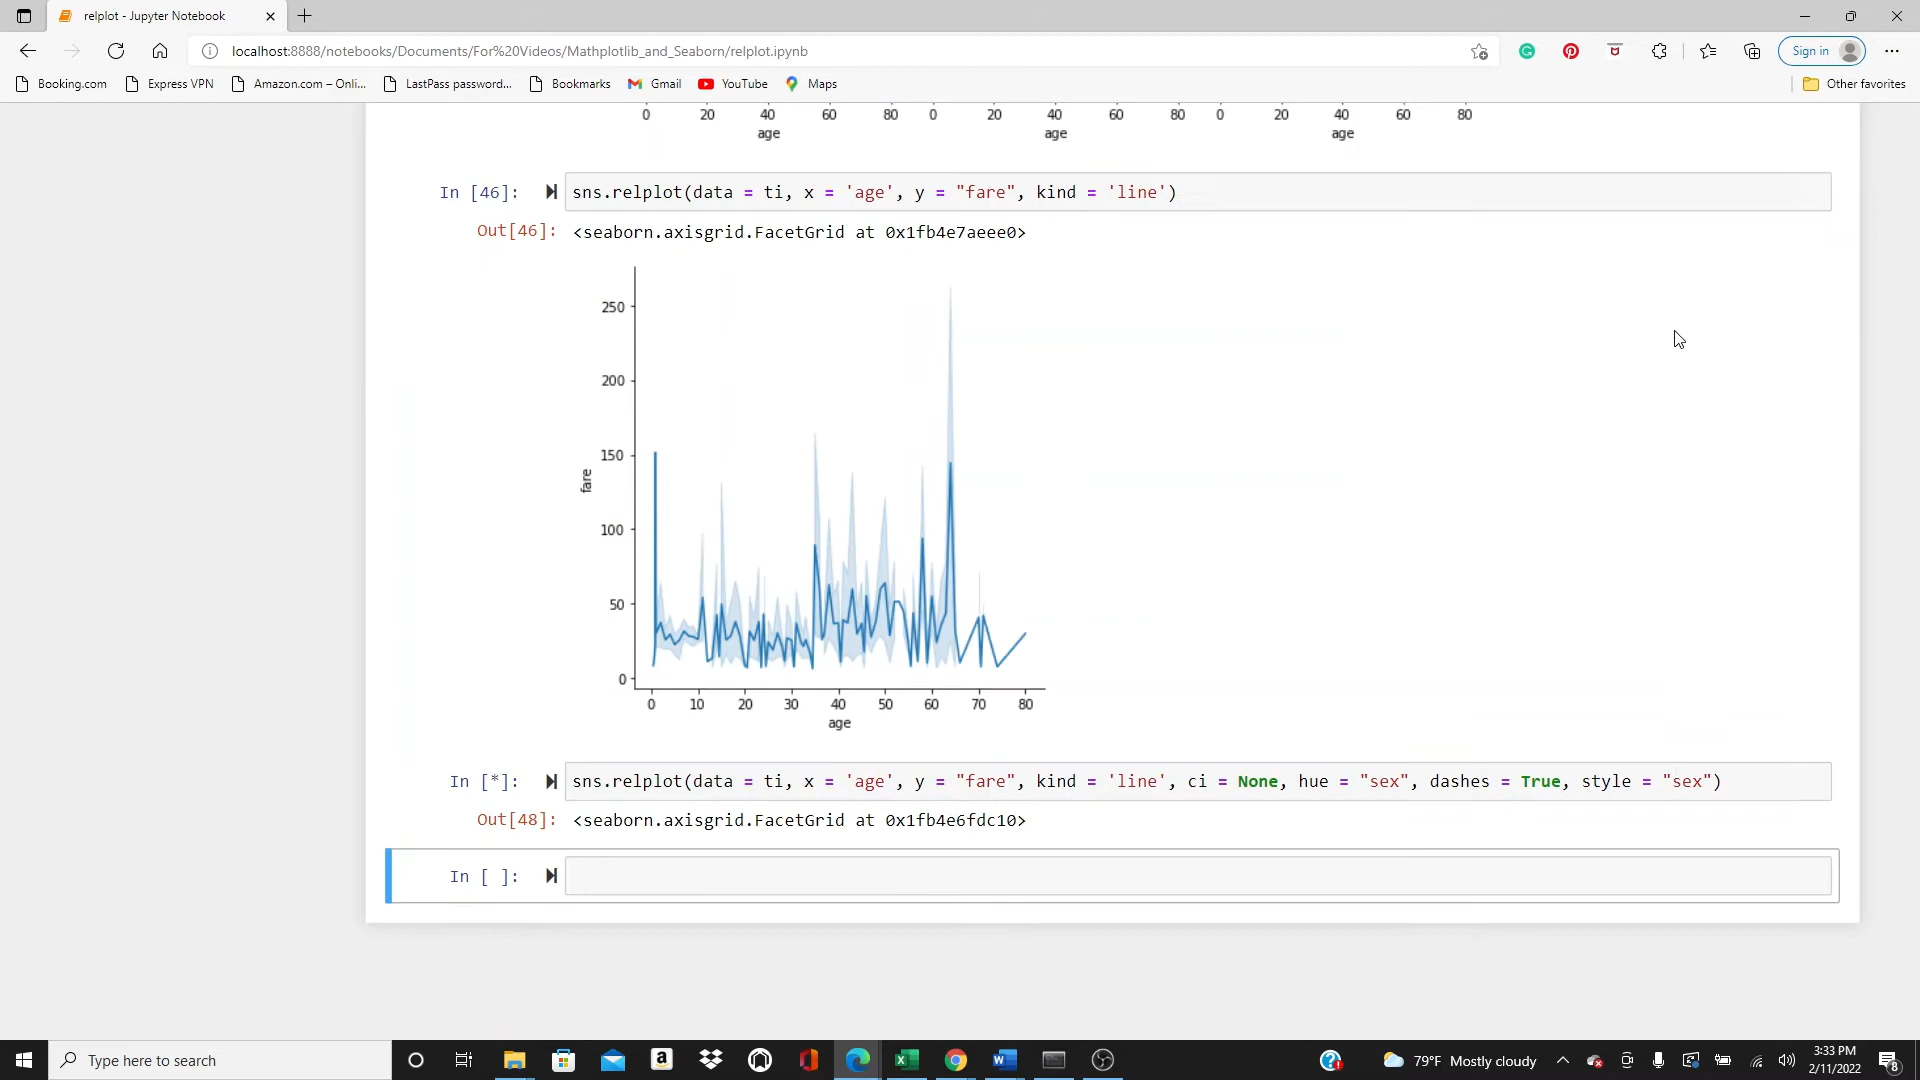 relplot - Jupyter Notebook
localhost:8888/notebooks/Documents/For%20Videos/Mathplotlib_and_Seaborn/relplot.ipynb
Sign in
Booking.com
Express VPN
Amazon.com – Onli...
LastPass password...
Bookmarks
Gmail
YouTube
Maps
Other favorites
0 20 40 60 80 0 20 40 60 80 0 20 40 60 80
age age age
In [46]: sns.relplot(data = ti, x = 'age', y = "fare", kind = 'line')
Out[46]: <seaborn.axisgrid.FacetGrid at 0x1fb4e7aeee0>
250
200
150
fare
100
50
0
0 10 20 30 40 50 60 70 80
age
In [*]: sns.relplot(data = ti, x = 'age', y = "fare", kind = 'line', ci = None, hue = "sex", dashes = True, style = "sex")
Out[48]: <seaborn.axisgrid.FacetGrid at 0x1fb4e6fdc10>
In [ ]:
Type here to search
79°F Mostly cloudy
3:33 PM
2/11/2022
8